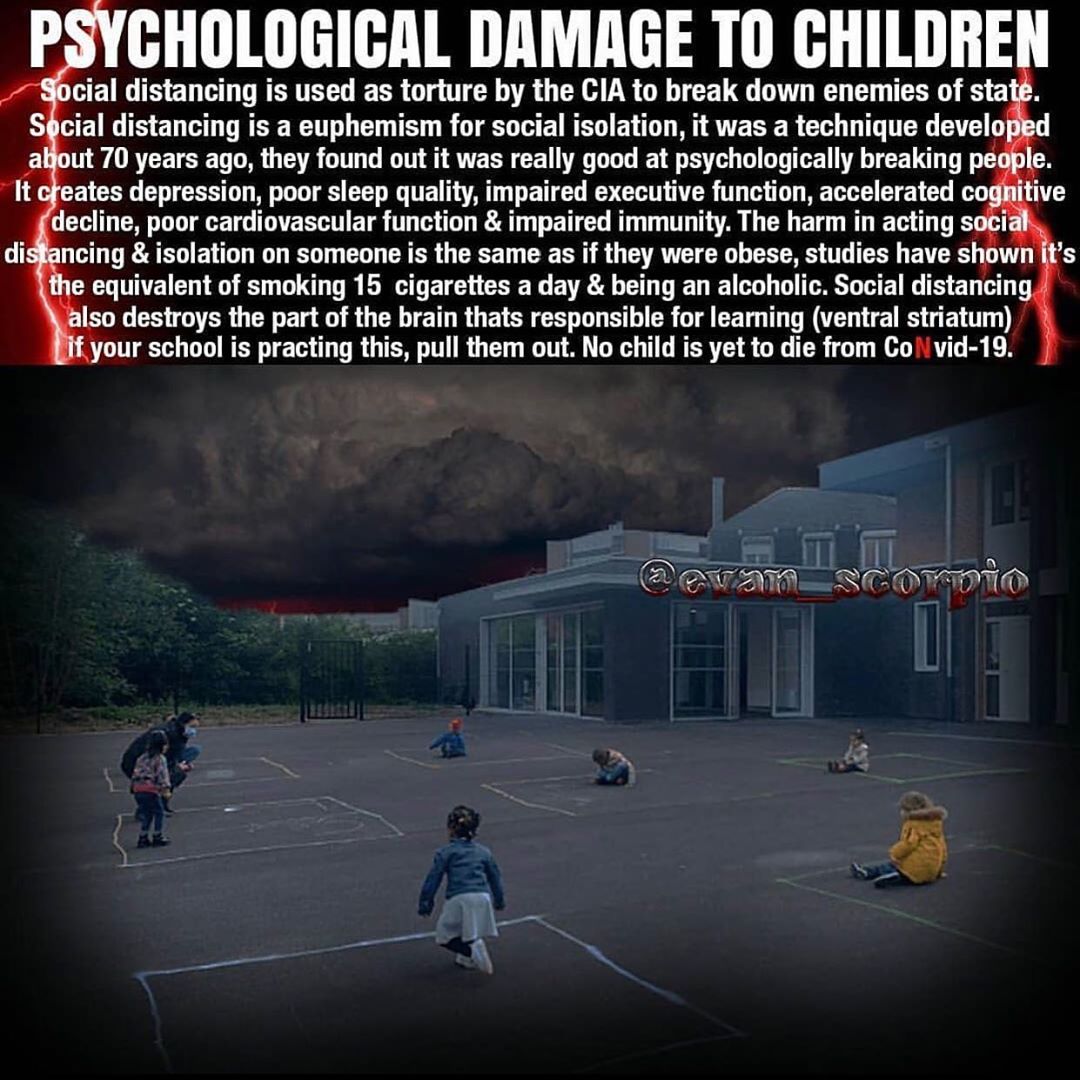 PSYCHOLOGICAL DAMAGE TO CHILDREN
Social distancing is used as torture by the CIA to break down enemies of state.
Social distancing is a euphemism for social isolation, it was a technique developed
about 70 years ago, they found out it was really good at psychologically breaking people.
It creates depression, poor sleep quality, impaired executive function, accelerated cognitive
decline, poor cardiovascular function & impaired immunity. The harm in acting social
distancing & isolation on someone is the same as if they were obese, studies have shown it's
the equivalent of smoking 15 cigarettes a day & being an alcoholic. Social distancing
also destroys the part of the brain thats responsible for learning (ventral striatum)
if your school is practing this, pull them out. No child is yet to die from CoNvid-19.
@evan_scorpio